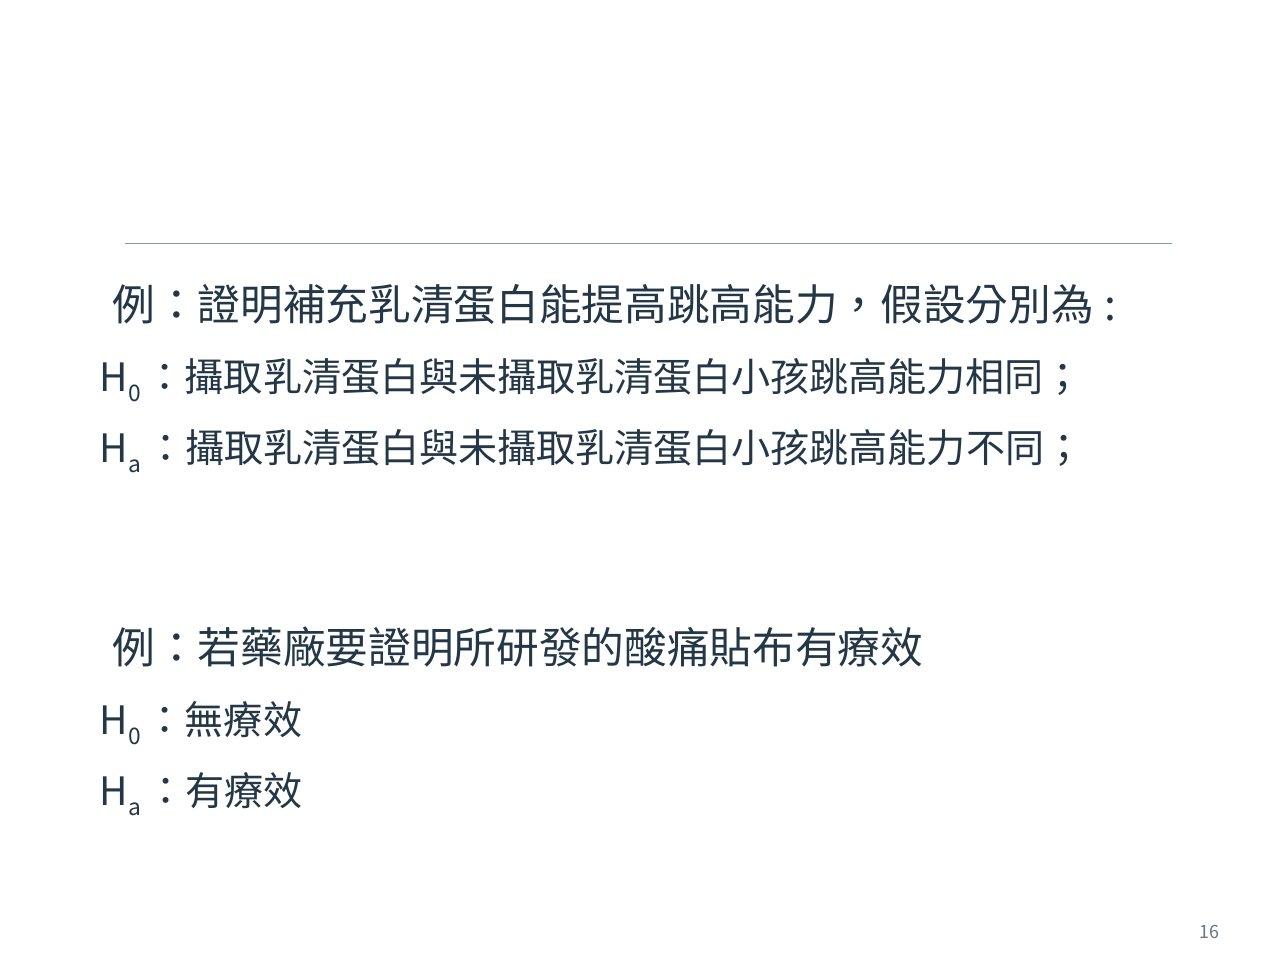 例：證明補充乳清蛋白能提高跳高能力，假設分別為 :
H0：攝取乳清蛋白與未攝取乳清蛋白小孩跳高能力相同；
Ha：攝取乳清蛋白與未攝取乳清蛋白小孩跳高能力不同；
例：若藥廠要證明所研發的酸痛貼布有療效
H0：無療效
Ha：有療效
16